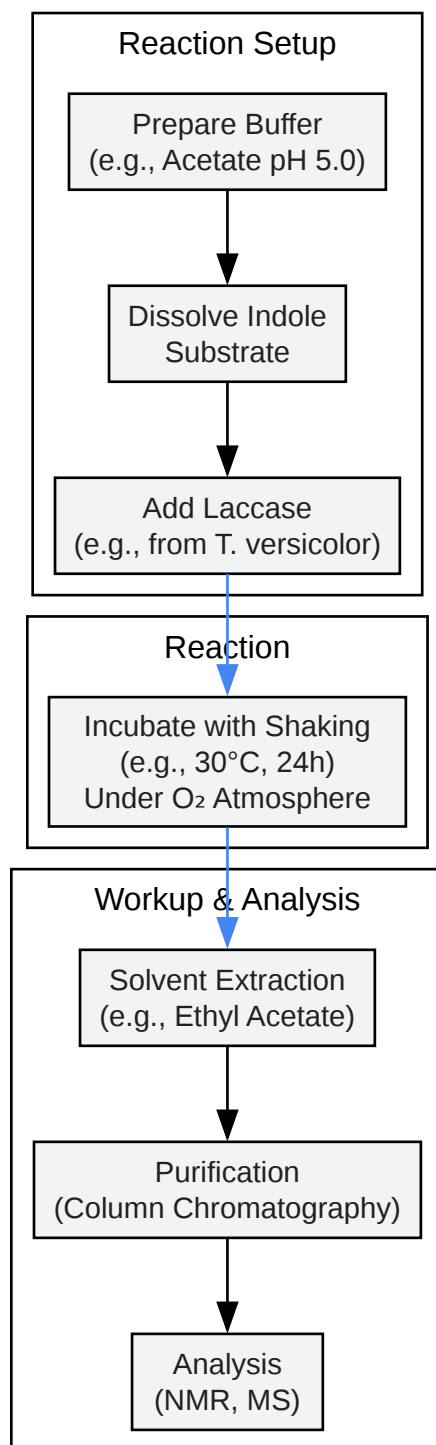 Reaction Setup
Prepare Buffer
(e.g., Acetate pH 5.0)
Dissolve Indole
Substrate
Add Laccase
(e.g., from T. versicolor)
Reaction
Incubate with Shaking
(e.g., 30°C, 24h)
Under O₂ Atmosphere
Workup & Analysis
Solvent Extraction
(e.g., Ethyl Acetate)
Purification
(Column Chromatography)
Analysis
(NMR, MS)